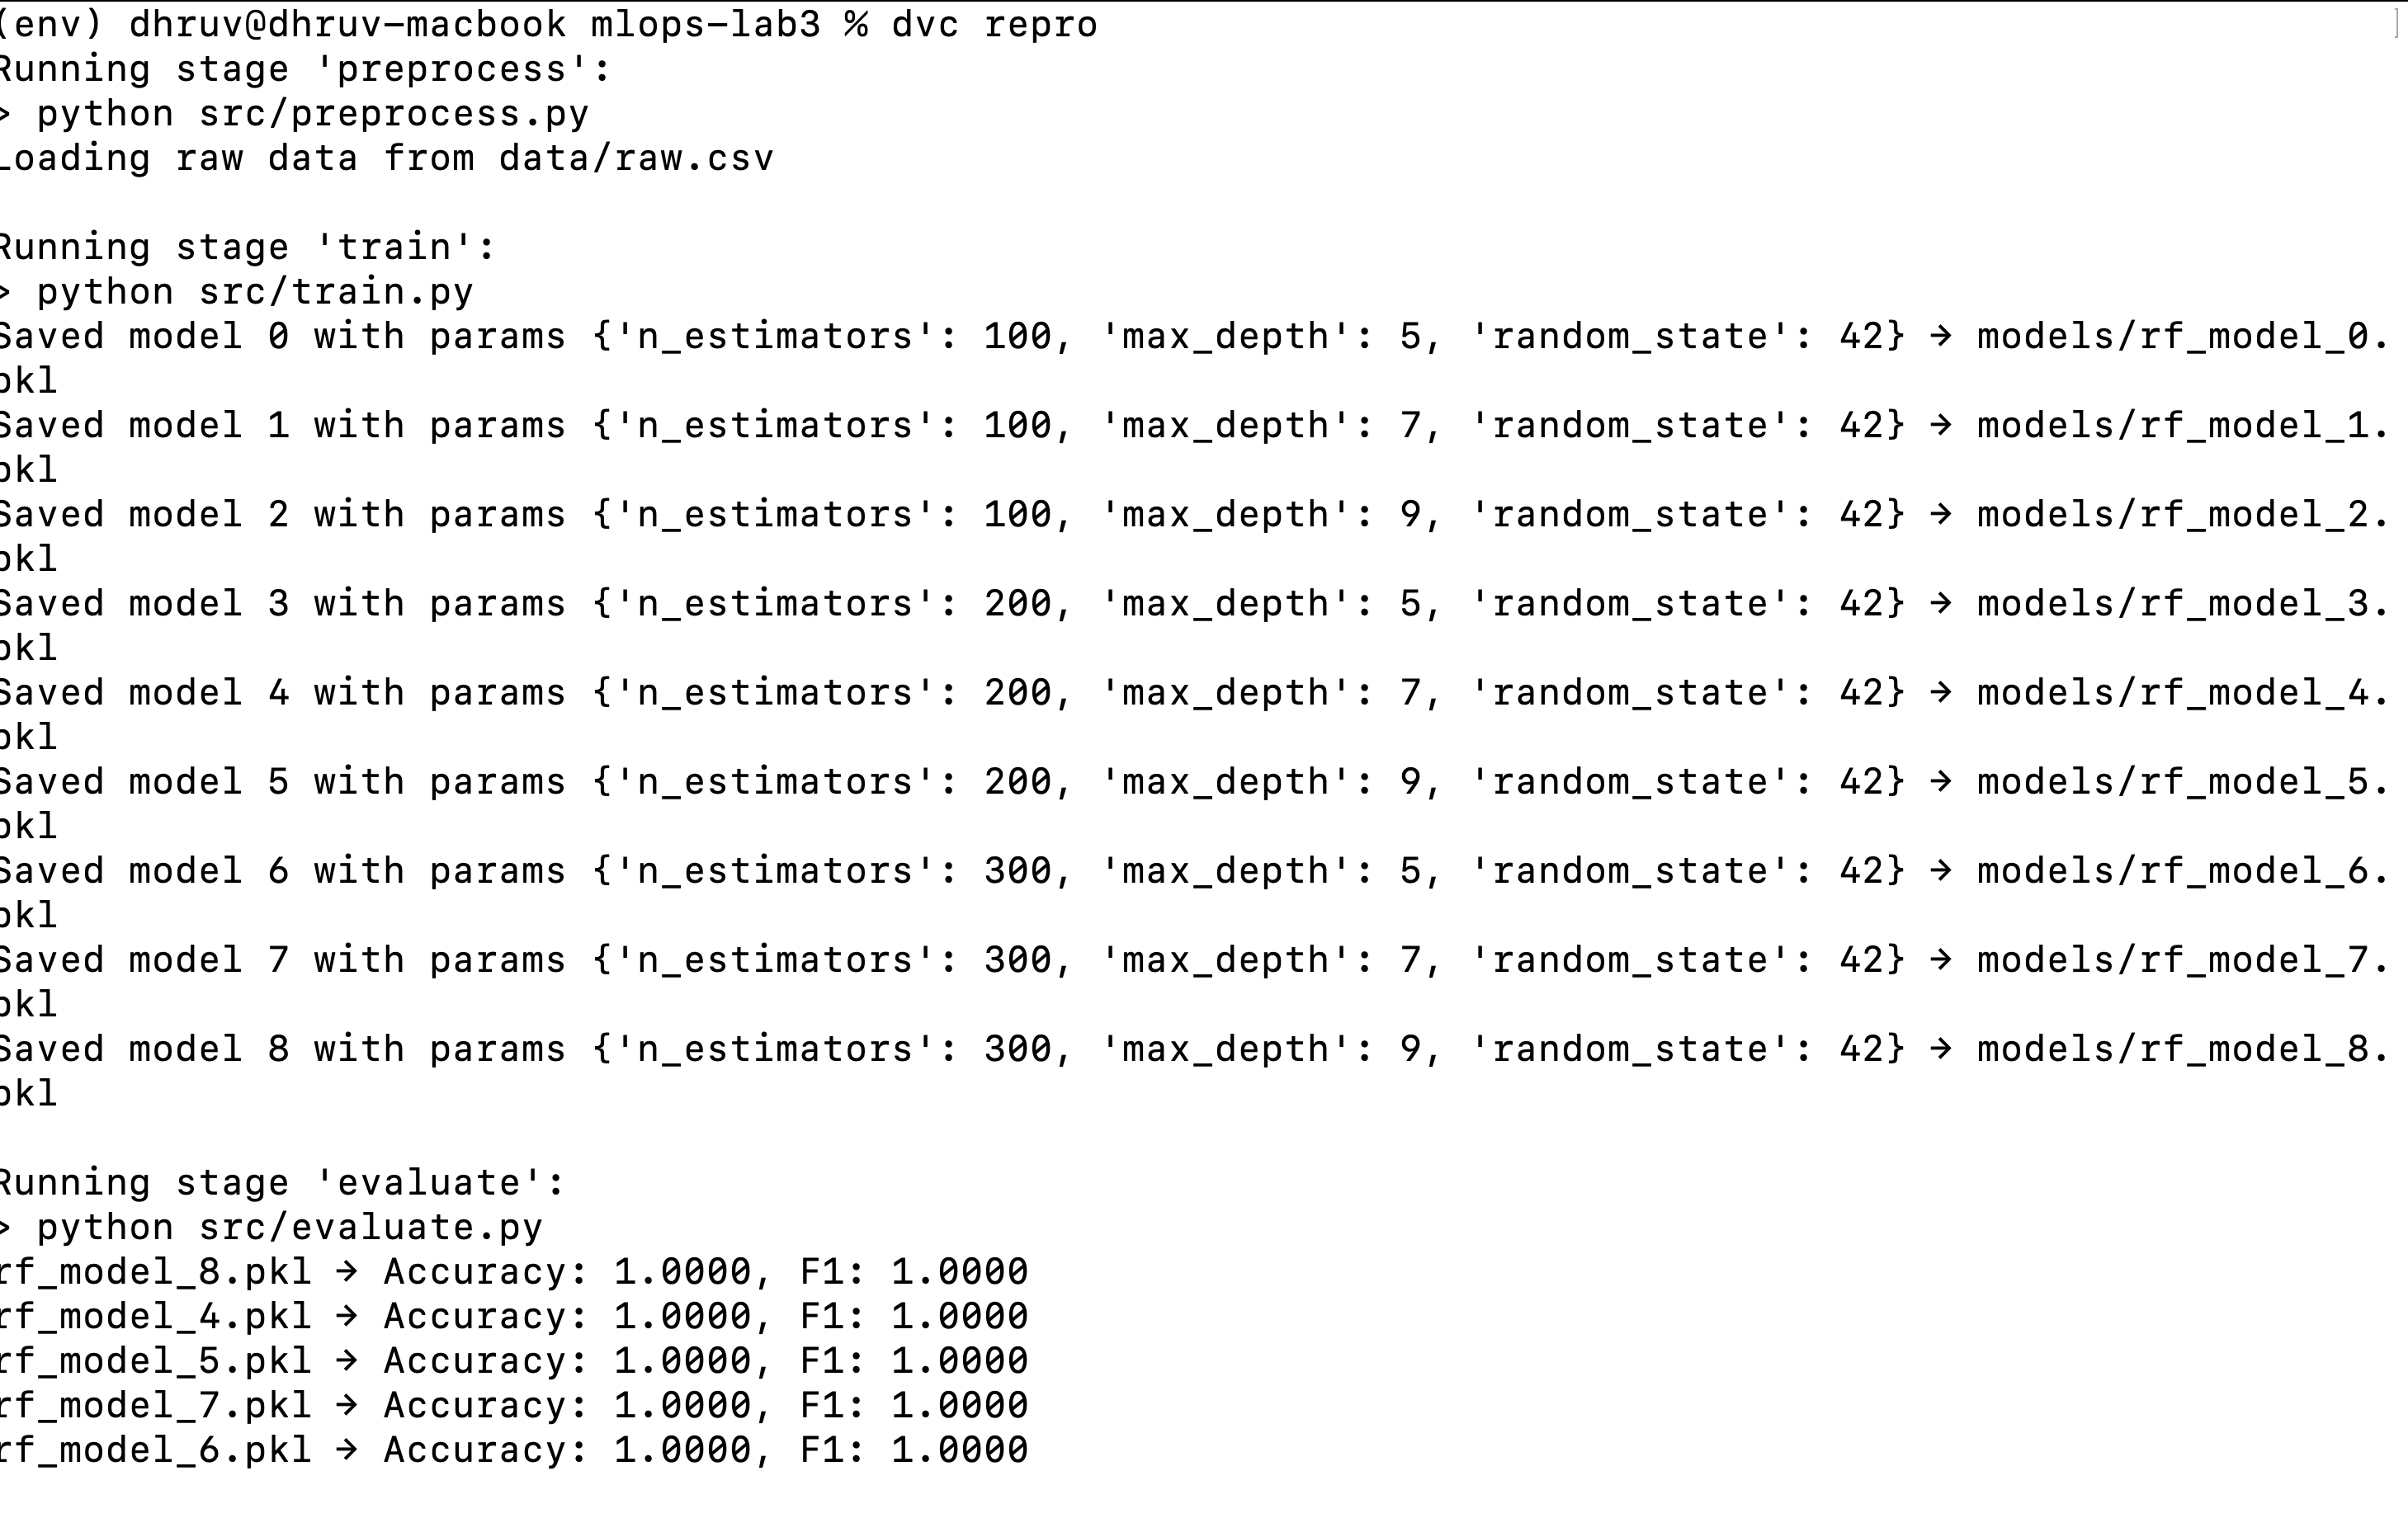 (env) dhruv@dhruv-macbook mlops-lab3 % dvc repro ]
Running stage 'preprocess':
> python src/preprocess.py
Loading raw data from data/raw.csv
Running stage 'train':
> python src/train.py
Saved model 0 with params {'n_estimators': 100, 'max_depth': 5, 'random_state': 42} → models/rf_model_0.
pkl
Saved model 1 with params {'n_estimators': 100, 'max_depth': 7, 'random_state': 42} → models/rf_model_1.
pkl
Saved model 2 with params {'n_estimators': 100, 'max_depth': 9, 'random_state': 42} → models/rf_model_2.
pkl
Saved model 3 with params {'n_estimators': 200, 'max_depth': 5, 'random_state': 42} → models/rf_model_3.
pkl
Saved model 4 with params {'n_estimators': 200, 'max_depth': 7, 'random_state': 42} → models/rf_model_4.
pkl
Saved model 5 with params {'n_estimators': 200, 'max_depth': 9, 'random_state': 42} → models/rf_model_5.
pkl
Saved model 6 with params {'n_estimators': 300, 'max_depth': 5, 'random_state': 42} → models/rf_model_6.
pkl
Saved model 7 with params {'n_estimators': 300, 'max_depth': 7, 'random_state': 42} → models/rf_model_7.
pkl
Saved model 8 with params {'n_estimators': 300, 'max_depth': 9, 'random_state': 42} → models/rf_model_8.
pkl
Running stage 'evaluate':
> python src/evaluate.py
rf_model_8.pkl → Accuracy: 1.0000, F1: 1.0000
rf_model_4.pkl → Accuracy: 1.0000, F1: 1.0000
rf_model_5.pkl → Accuracy: 1.0000, F1: 1.0000
rf_model_7.pkl → Accuracy: 1.0000, F1: 1.0000
rf_model_6.pkl → Accuracy: 1.0000, F1: 1.0000